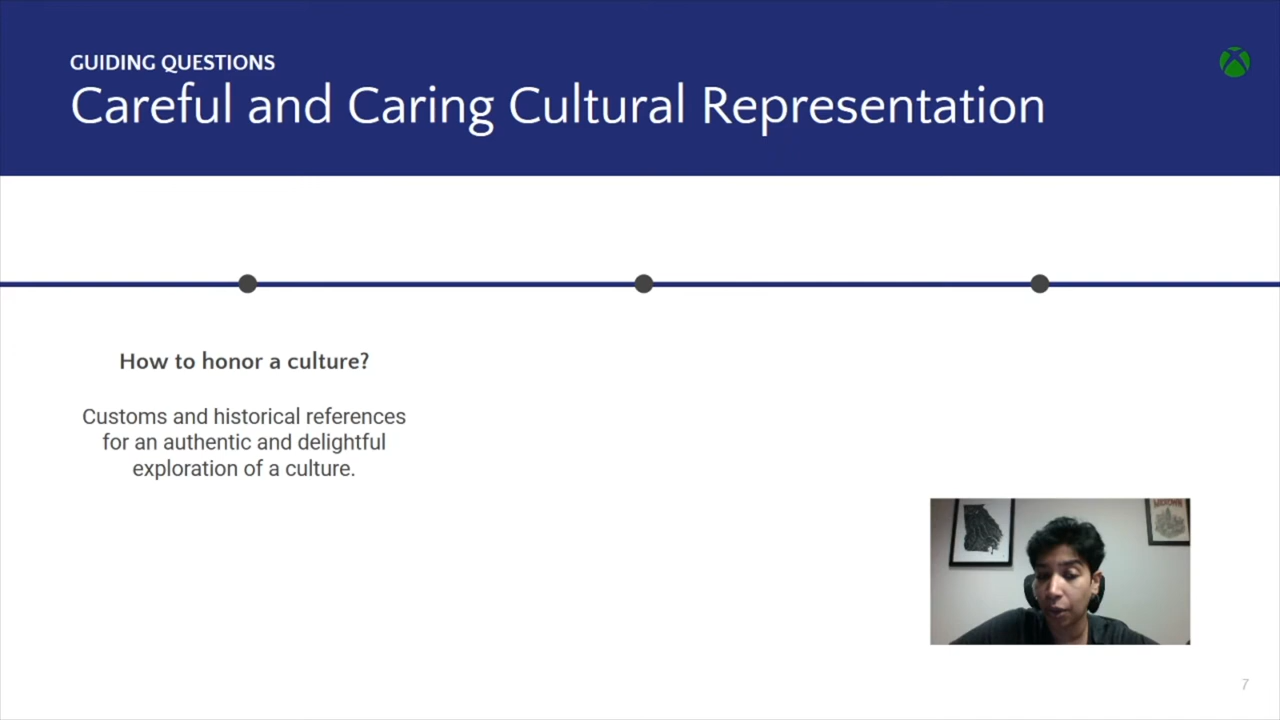 GUIDING QUESTIONS
Careful and Caring Cultural Representation
How to honor a culture?
Customs and historical references
for an authentic and delightful
exploration of a culture.
7